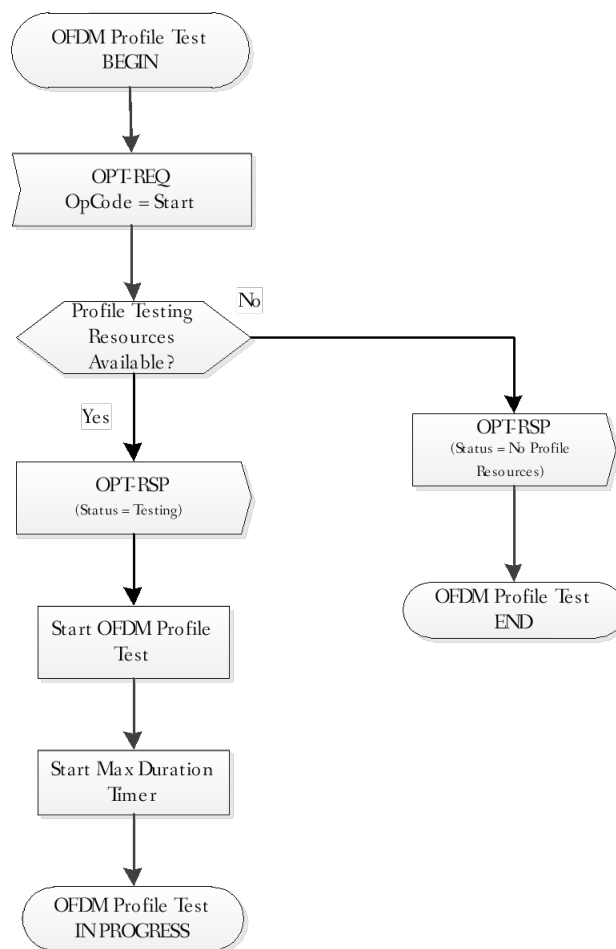 OFDM Profile Test
BEGIN
OPT-REQ
OpCode = Start
No
Profile Testing
Resources
Available?
Yes
OPT-RSP
(Status = No Profile
Resources)
OPT-RSP
(Status = Testing)
OFDM Profile Test
END
Start OFDM Profile
Test
Start Max Duration
Timer
OFDM Profile Test
IN PROGRESS